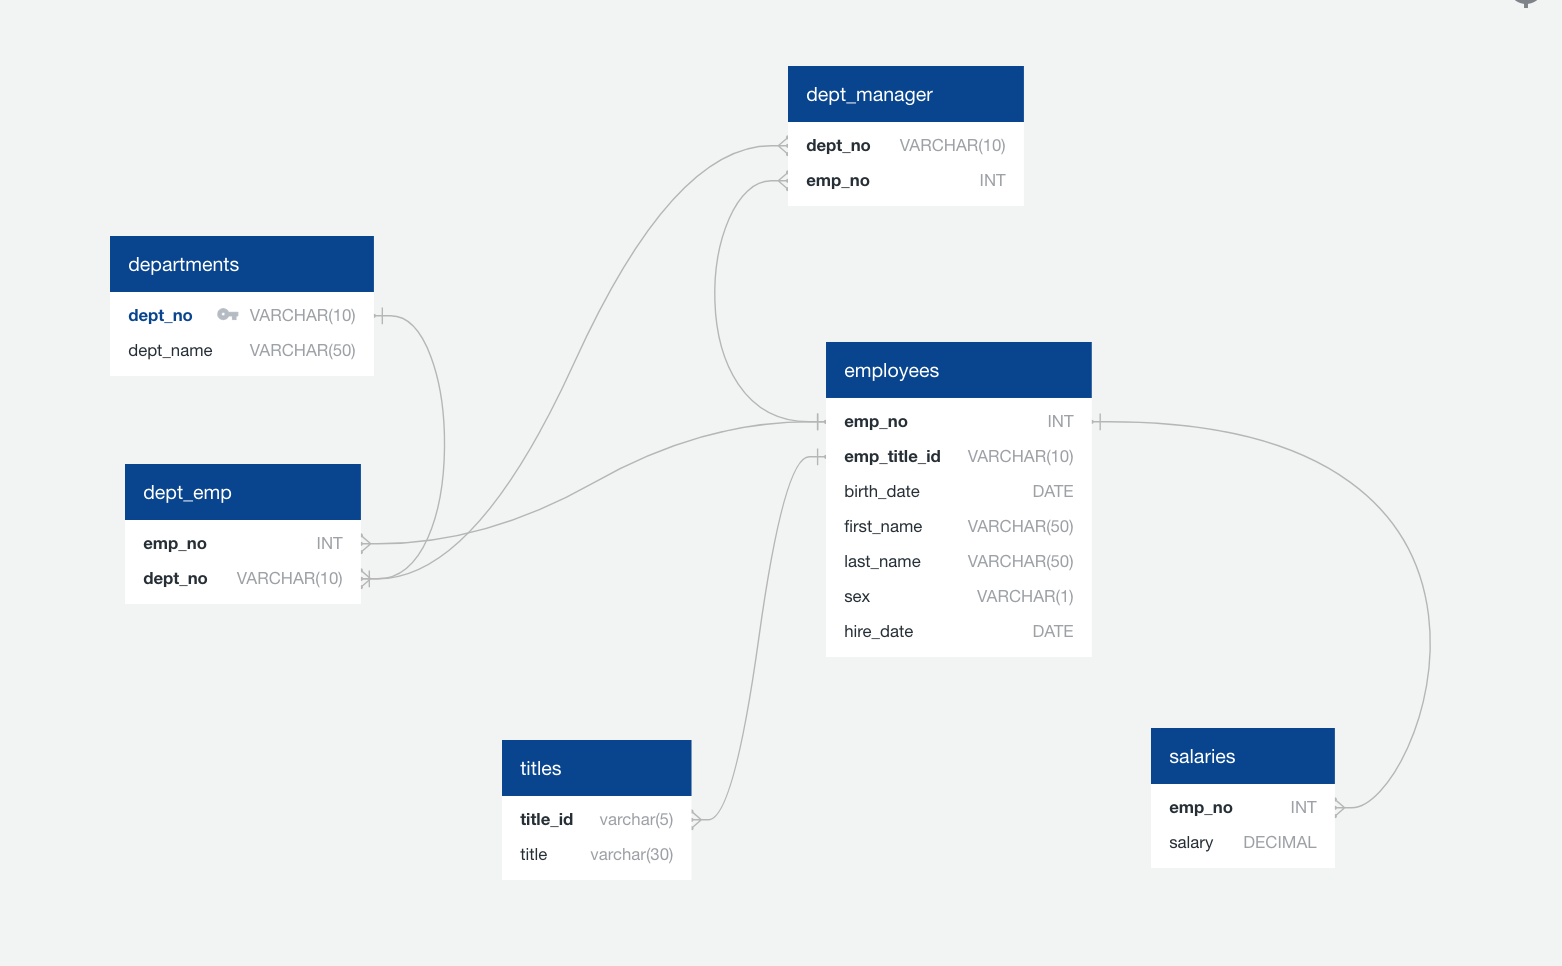 dept_manager
dept_no VARCHAR(10)
emp_no INT
departments
dept_no VARCHAR(10)
dept_name VARCHAR(50)
employees
emp_no INT
emp_title_id VARCHAR(10)
birth_date DATE
first_name VARCHAR(50)
last_name VARCHAR(50)
sex VARCHAR(1)
hire_date DATE
dept_emp
emp_no INT
dept_no VARCHAR(10)
titles
title_id varchar(5)
title varchar(30)
salaries
emp_no INT
salary DECIMAL